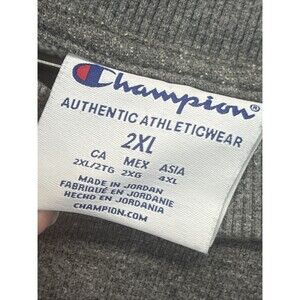 Champion®
AUTHENTIC ATHLETICWEAR
2XL
CA MEX ASIA
2XL/2TG 2XG 4XL
MADE IN JORDAN
FABRIQUÉ EN JORDANIE
HECHO EN JORDANIA
CHAMPION.COM